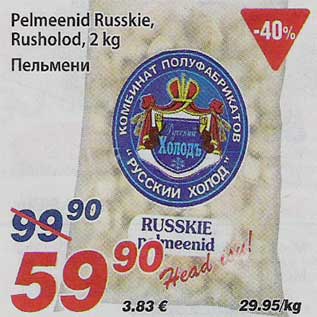 Pelmeenid Russkie,
Rusholod, 2 kg
Пельмени
-40%
КОМБИНАТ ПОЛУФАБРИКАТОВ
Русский
Холодъ
"РУССКИЙ ХОЛОД"
99 90
RUSSKIE
Pelmeenid
Head isu!
59 90
3.83 €
29.95/kg